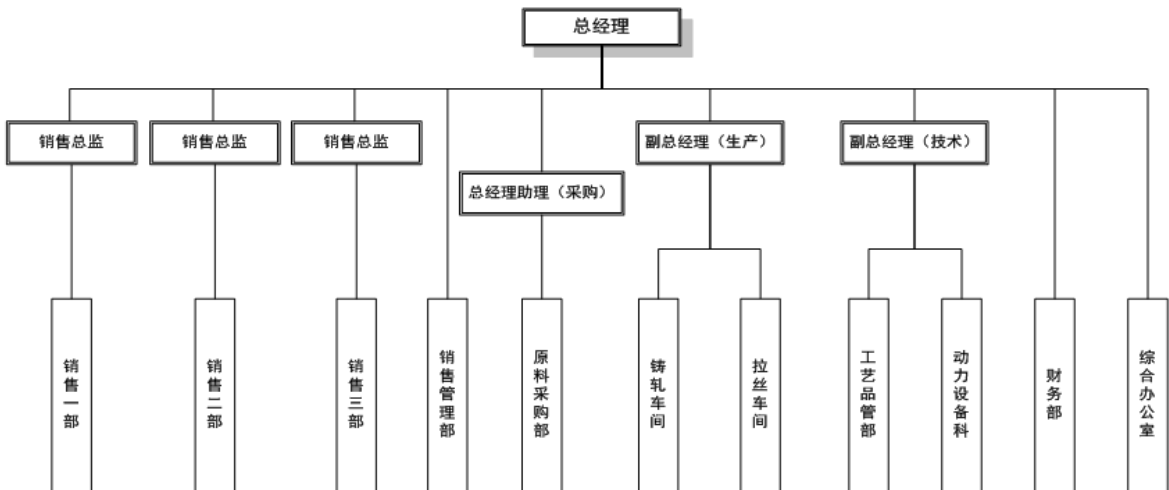 总经理
销售总监
销售总监
销售总监
副总经理（生产）
副总经理（技术）
总经理助理（采购）
销售一部
销售二部
销售三部
销售管理部
原料采购部
铸轧车间
拉丝车间
工艺品管部
动力设备科
财务部
综合办公室